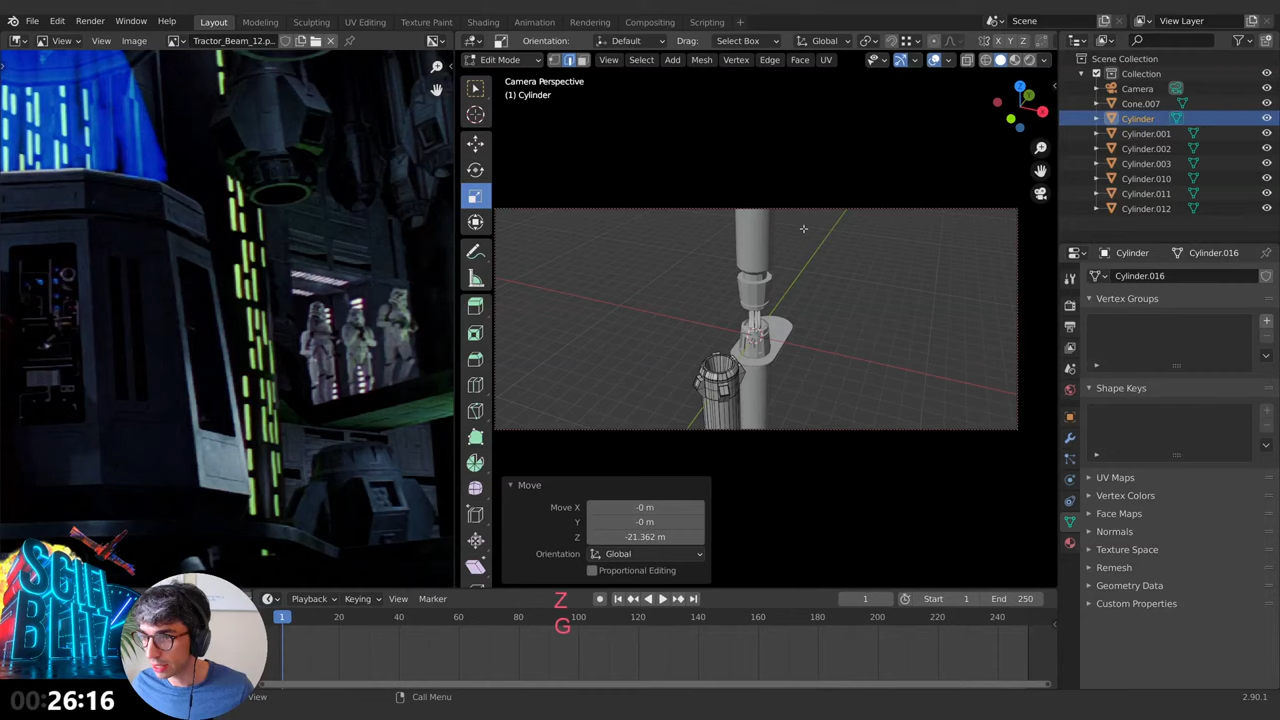 File Edit Render Window Help Layout Modeling Sculpting UV Editing Texture Paint Shading Animation Rendering Compositing Scripting + Scene View Layer
View View Image Tractor_Beam_12.p... Orientation: Default Drag: Select Box Global X Y Z
Edit Mode View Select Add Mesh Vertex Edge Face UV
Camera Perspective
(1) Cylinder
Z
Y
X
Scene Collection
Collection
Camera
Cone.007
Cylinder
Cylinder.001
Cylinder.002
Cylinder.003
Cylinder.010
Cylinder.011
Cylinder.012
Cylinder Cylinder.016
Cylinder.016
Vertex Groups
Shape Keys
UV Maps
Vertex Colors
Face Maps
Normals
Texture Space
Remesh
Geometry Data
Custom Properties
Move
Move X -0 m
Y -0 m
Z -21.362 m
Orientation Global
Proportional Editing
Playback Keying View Marker 1 Start 1 End 250
Z
G
1 20 40 60 80 100 120 140 160 180 200 220 240
SCIFI
BLITZ
00:26:16
View Call Menu 2.90.1